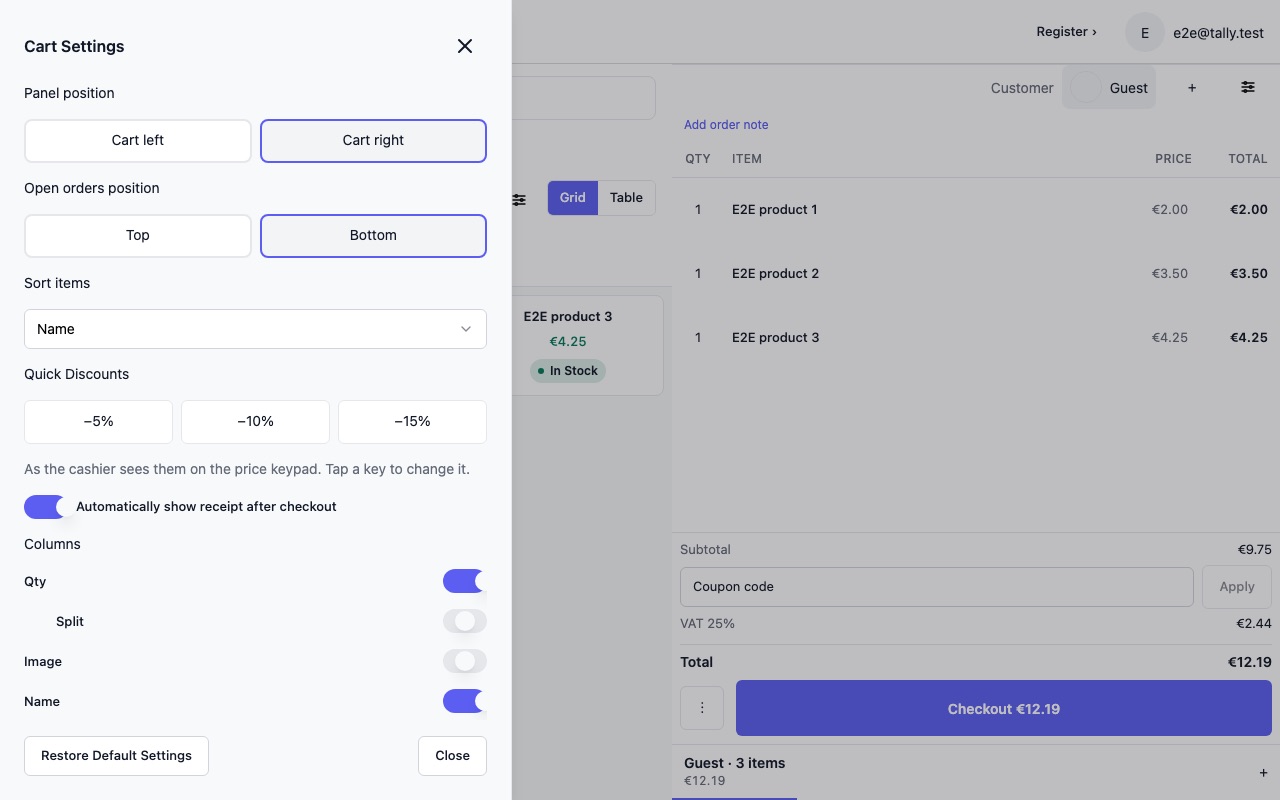 Cart Settings
Panel position
Cart left
Cart right
Open orders position
Top
Bottom
Sort items
Name
Quick Discounts
−5%
−10%
−15%
As the cashier sees them on the price keypad. Tap a key to change it.
Automatically show receipt after checkout
Columns
Qty
Split
Image
Name
Restore Default Settings
Close
Register ›
E
e2e@tally.test
Grid
Table
E2E product 3
€4.25
In Stock
Customer
Guest
+
Add order note
QTY ITEM PRICE TOTAL
1 E2E product 1 €2.00 €2.00
1 E2E product 2 €3.50 €3.50
1 E2E product 3 €4.25 €4.25
Subtotal €9.75
Coupon code
Apply
VAT 25% €2.44
Total €12.19
⋮
Checkout €12.19
Guest · 3 items
€12.19
+